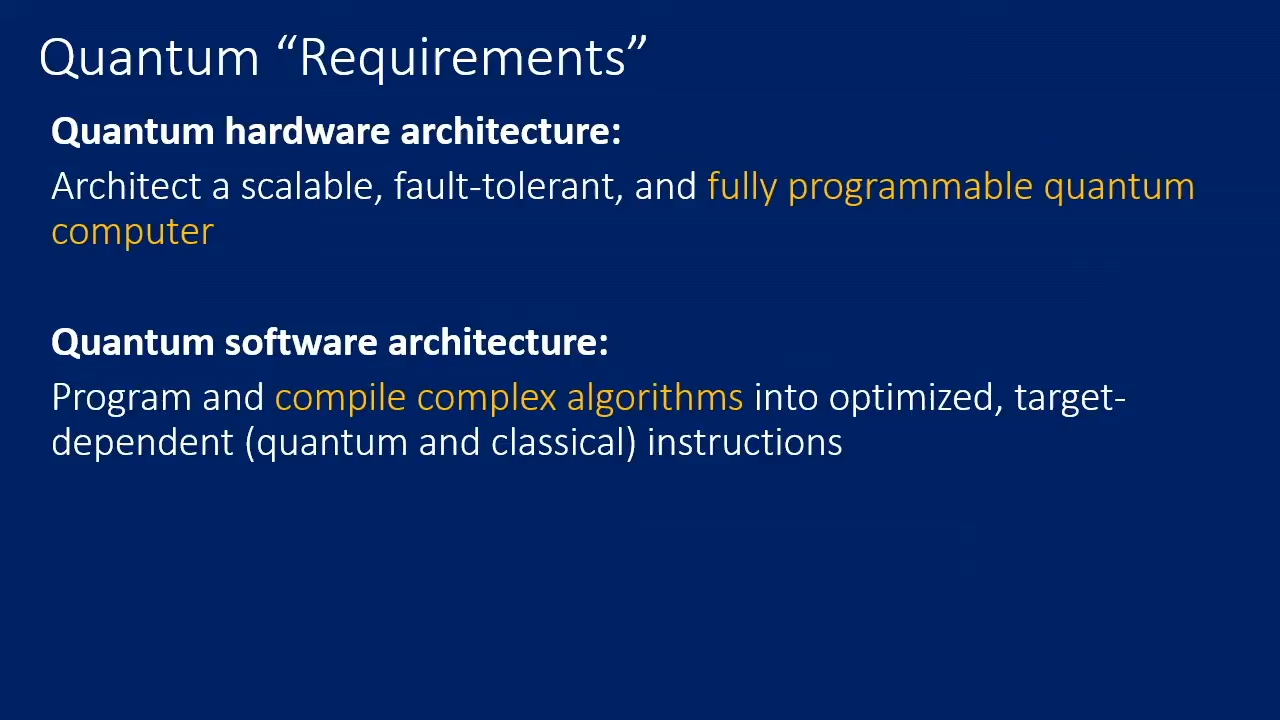 Quantum “Requirements”
Quantum hardware architecture:
Architect a scalable, fault-tolerant, and fully programmable quantum
computer
Quantum software architecture:
Program and compile complex algorithms into optimized, target-
dependent (quantum and classical) instructions